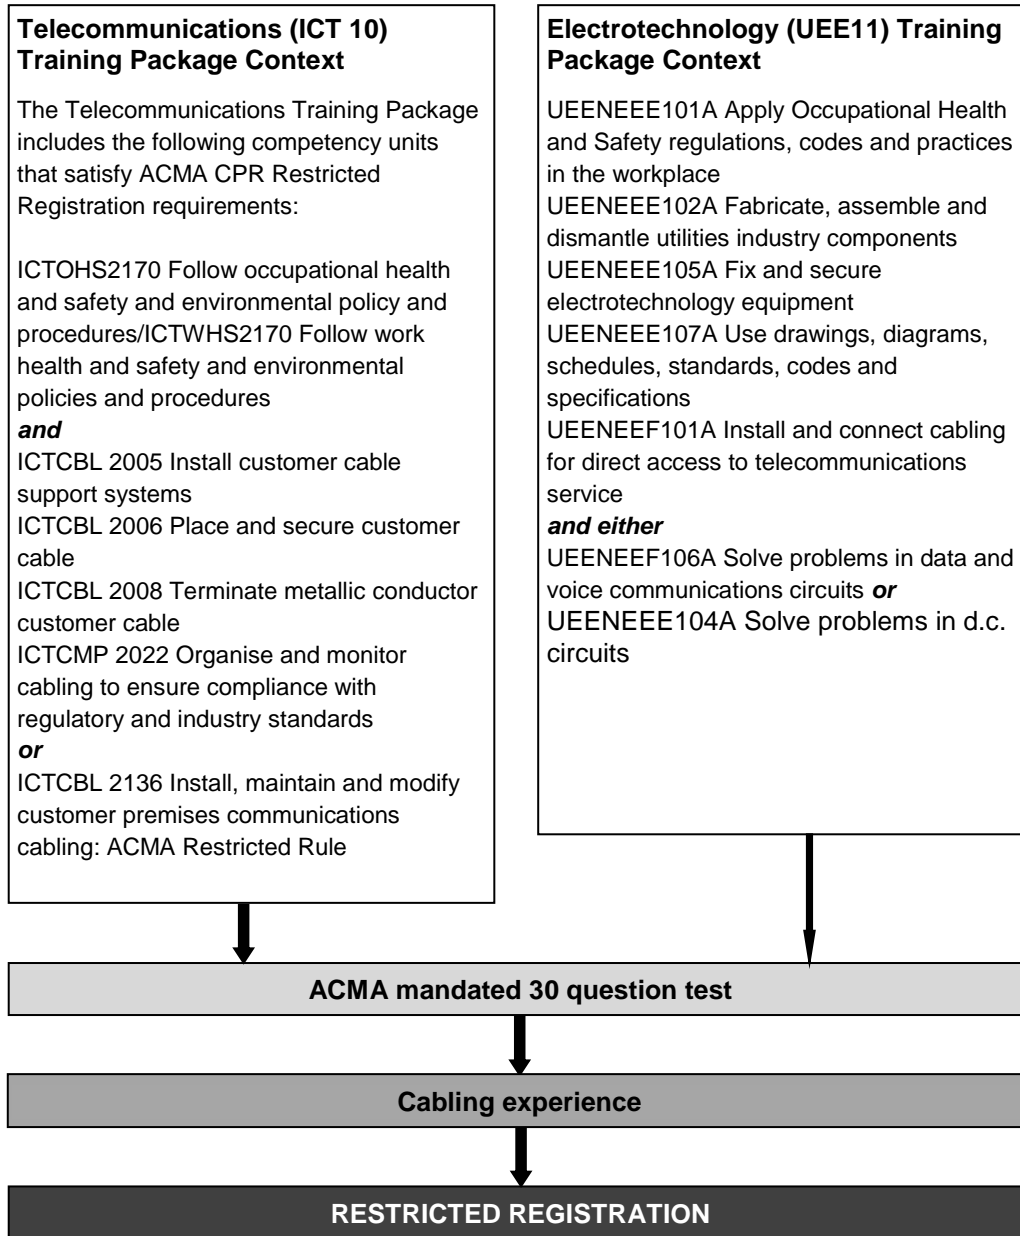 Telecommunications (ICT 10)
Training Package Context
The Telecommunications Training Package
includes the following competency units
that satisfy ACMA CPR Restricted
Registration requirements:
ICTOHS2170 Follow occupational health
and safety and environmental policy and
procedures/ICTWHS2170 Follow work
health and safety and environmental
policies and procedures
and
ICTCBL 2005 Install customer cable
support systems
ICTCBL 2006 Place and secure customer
cable
ICTCBL 2008 Terminate metallic conductor
customer cable
ICTCMP 2022 Organise and monitor
cabling to ensure compliance with
regulatory and industry standards
or
ICTCBL 2136 Install, maintain and modify
customer premises communications
cabling: ACMA Restricted Rule
Electrotechnology (UEE11) Training
Package Context
UEENEEE101A Apply Occupational Health
and Safety regulations, codes and practices
in the workplace
UEENEEE102A Fabricate, assemble and
dismantle utilities industry components
UEENEEE105A Fix and secure
electrotechnology equipment
UEENEEE107A Use drawings, diagrams,
schedules, standards, codes and
specifications
UEENEEF101A Install and connect cabling
for direct access to telecommunications
service
and either
UEENEEF106A Solve problems in data and
voice communications circuits or
UEENEEE104A Solve problems in d.c.
circuits
ACMA mandated 30 question test
Cabling experience
RESTRICTED REGISTRATION